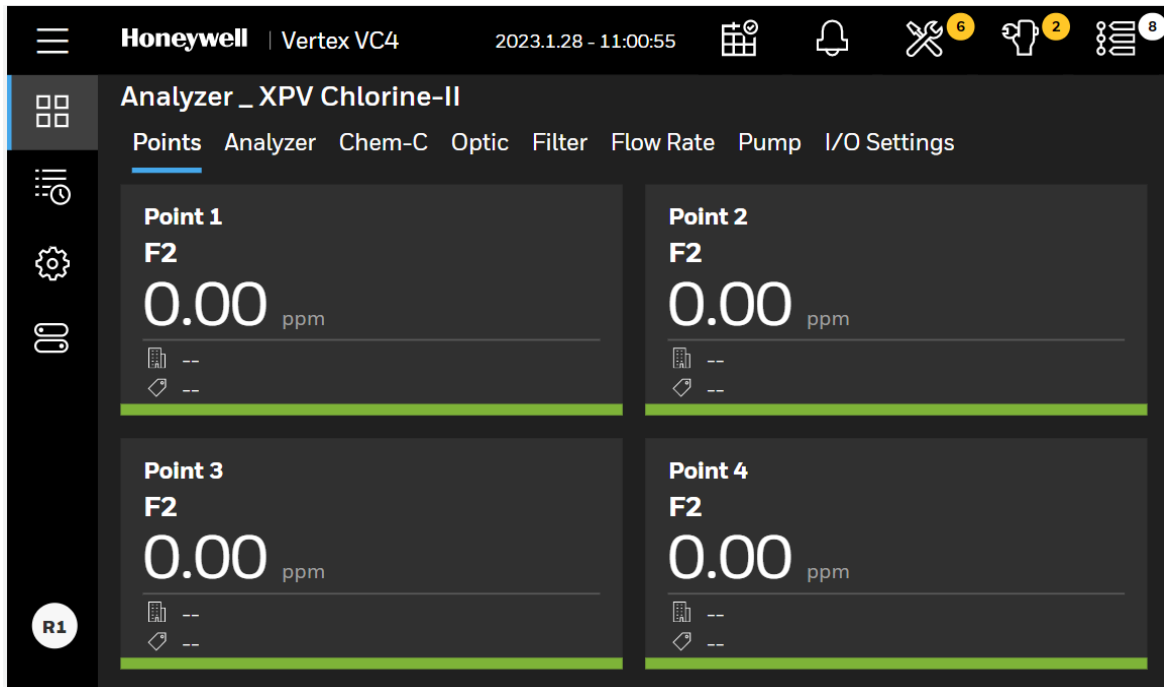 Honeywell | Vertex VC4 2023.1.28 - 11:00:55 6 2 8
Analyzer _ XPV Chlorine-II
Points Analyzer Chem-C Optic Filter Flow Rate Pump I/O Settings
Point 1
F2
0.00 ppm
--
--
Point 2
F2
0.00 ppm
--
--
Point 3
F2
0.00 ppm
--
--
Point 4
F2
0.00 ppm
--
--
R1